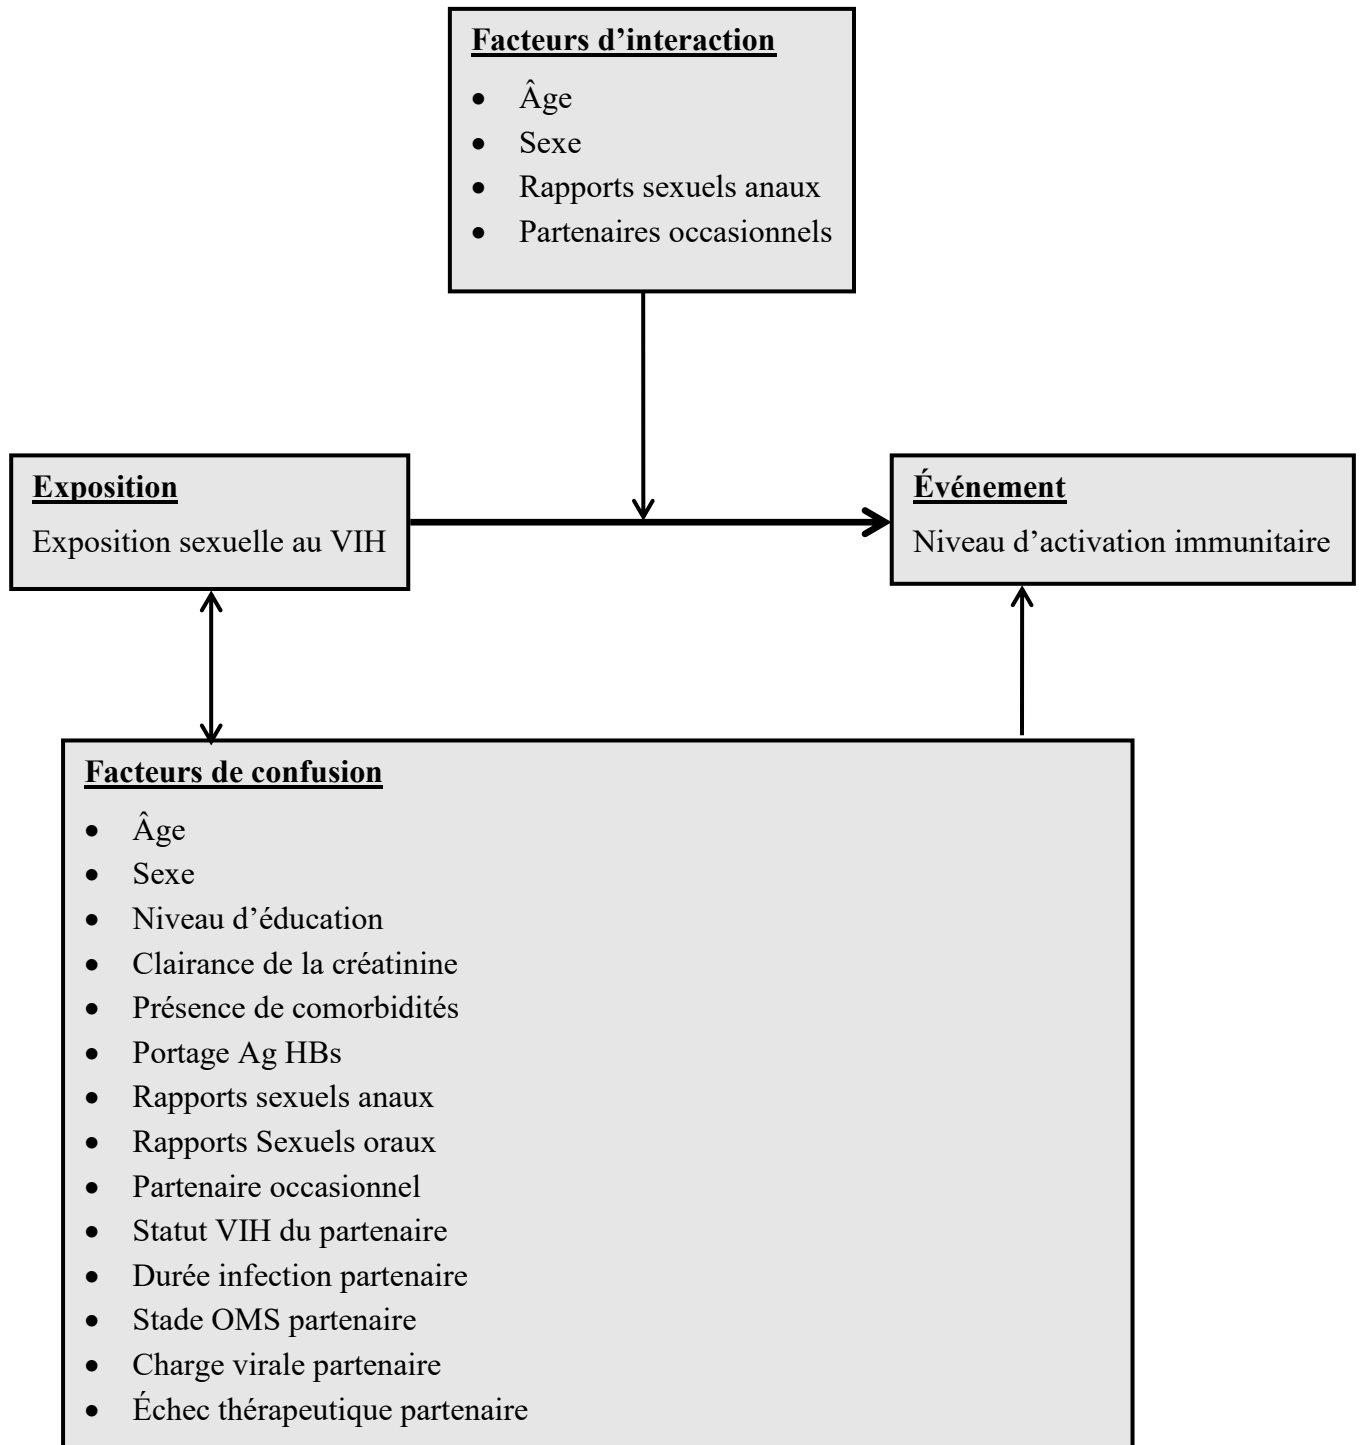 Facteurs d’interaction
• Âge
• Sexe
• Rapports sexuels anaux
• Partenaires occasionnels
Exposition
Exposition sexuelle au VIH
Événement
Niveau d’activation immunitaire
Facteurs de confusion
• Âge
• Sexe
• Niveau d’éducation
• Clairance de la créatinine
• Présence de comorbidités
• Portage Ag HBs
• Rapports sexuels anaux
• Rapports Sexuels oraux
• Partenaire occasionnel
• Statut VIH du partenaire
• Durée infection partenaire
• Stade OMS partenaire
• Charge virale partenaire
• Échec thérapeutique partenaire